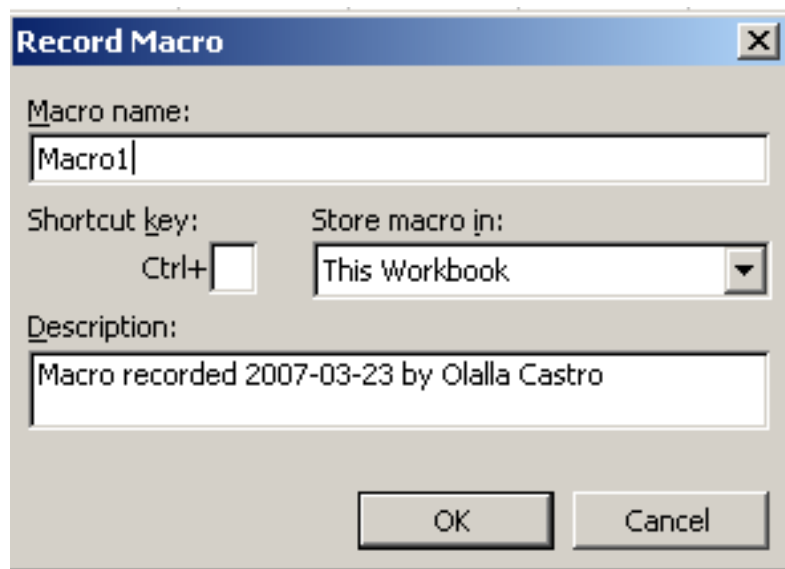 Record Macro
Macro name:
Macro1
Shortcut key: Store macro in:
Ctrl+ This Workbook
Description:
Macro recorded 2007-03-23 by Olalla Castro
OK Cancel